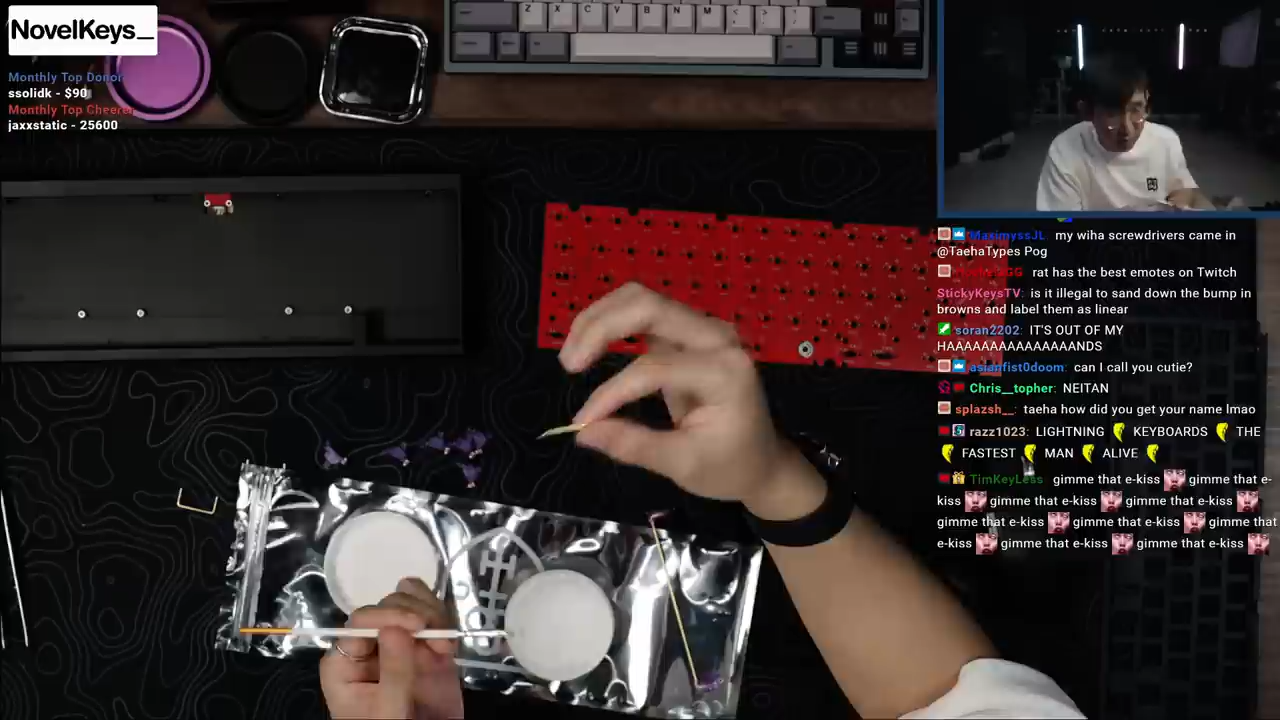 NovelKeys_
Monthly Top Donor
ssolidk - $90
Monthly Top Cheerer
jaxxstatic - 25600
Z X C V B N M
MaximyssJL: my wiha screwdrivers came in
@TaehaTypes Pog
rat has the best emotes on Twitch
StickyKeysTV: is it illegal to sand down the bump in
browns and label them as linear
soran2202: IT'S OUT OF MY
HAAAAAAAAAAAAAAANDS
asianfist0doom: can I call you cutie?
Chris__topher: NEITAN
splazsh__: taeha how did you get your name lmao
razz1023: LIGHTNING KEYBOARDS THE
FASTEST MAN ALIVE
TimKeyLess: gimme that e-kiss gimme that e-
kiss gimme that e-kiss gimme that e-kiss
gimme that e-kiss gimme that e-kiss gimme that
e-kiss gimme that e-kiss gimme that e-kiss